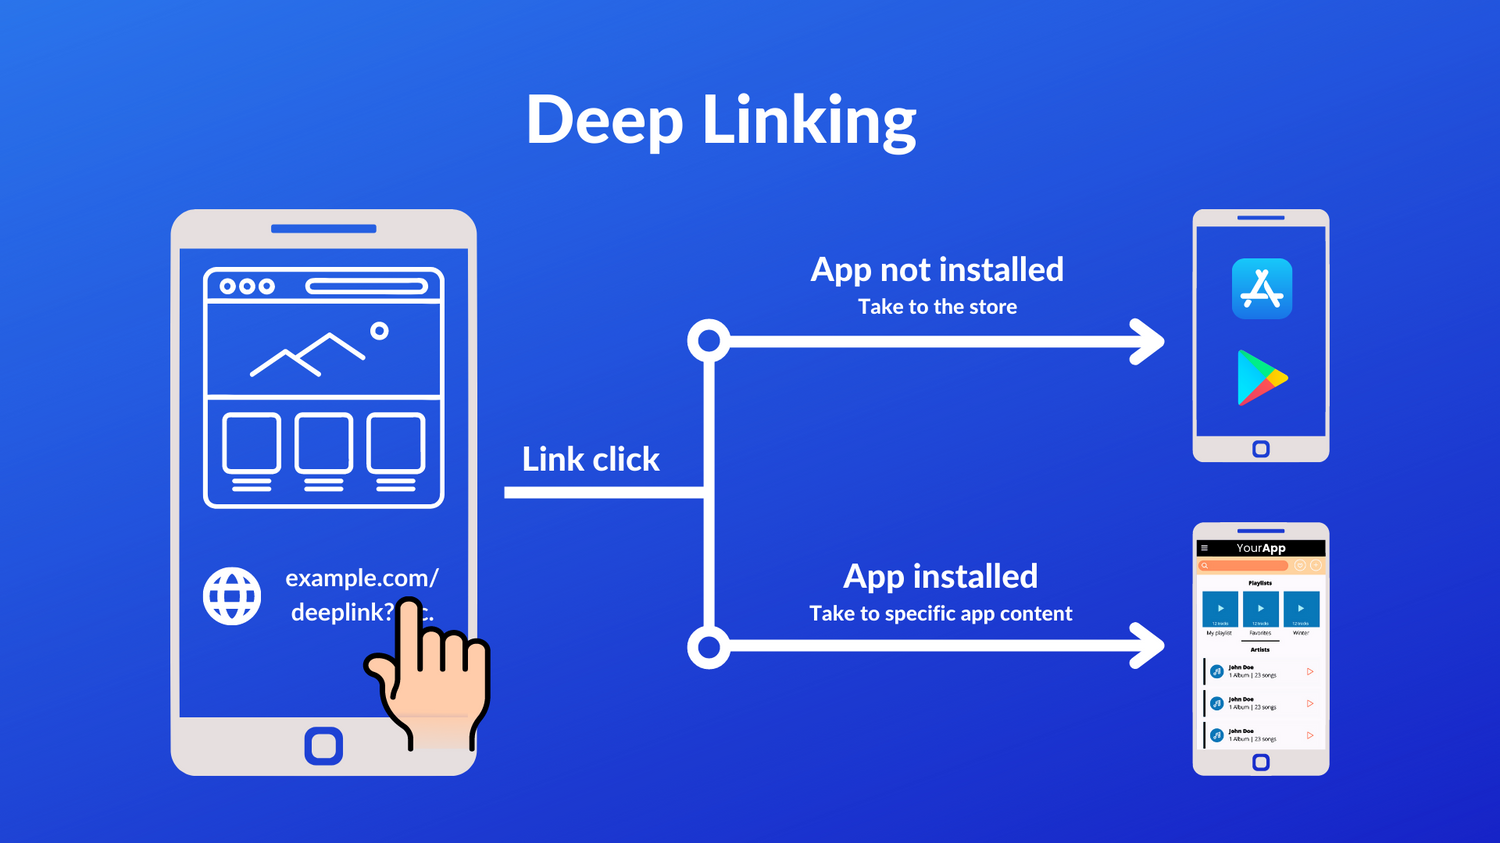 Deep Linking
example.com/
deeplink?
c.
Link click
App not installed
Take to the store
App installed
Take to specific app content
YourApp
Playlists
12 tracks
12 tracks
12 tracks
My playlist
Favorites
Winter
Artists
John Doe
1 Album | 23 songs
John Doe
1 Album | 23 songs
John Doe
1 Album | 23 songs